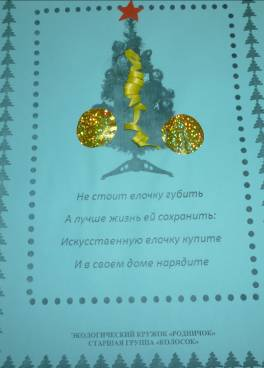 Не стоит елочку губить
А лучше жизнь ей сохранить:
Искусственную елочку купите
И в своем доме нарядите
ЭКОЛОГИЧЕСКИЙ КРУЖОК «РОДНИЧОК»
СТАРШАЯ ГРУППА «КОЛОСОК»